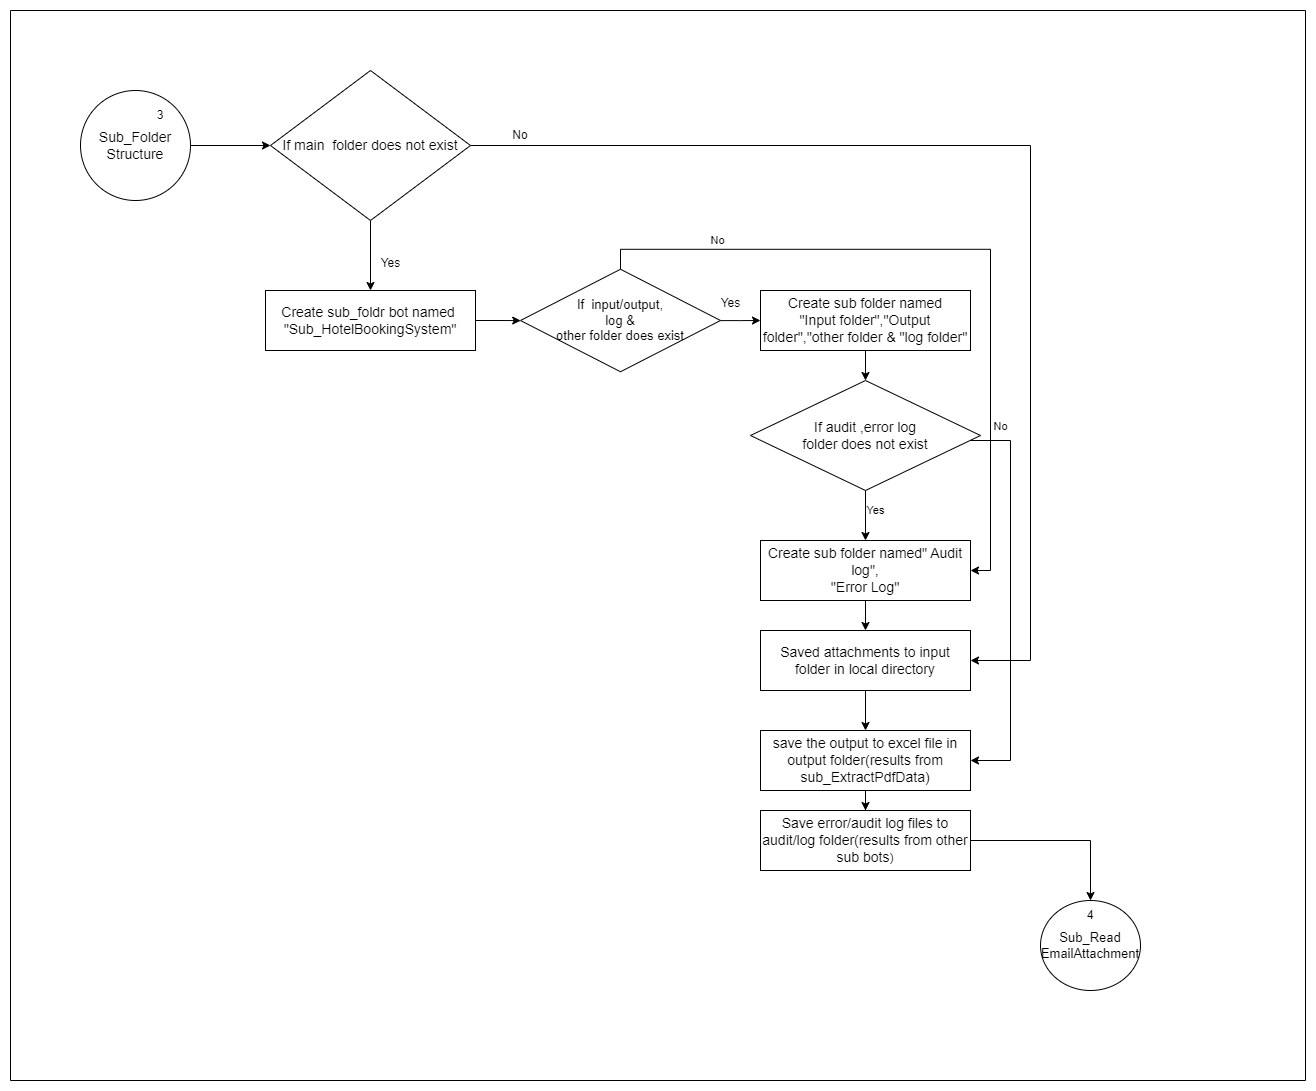 3
Sub_Folder
Structure
If main  folder does not exist
No
Yes
Create sub_foldr bot named
"Sub_HotelBookingSystem"
No
If  input/output,
log &
other folder does exist
Yes
Create sub folder named
"Input folder","Output
folder","other folder & "log folder"
If audit ,error log
folder does not exist
No
Yes
Create sub folder named" Audit
log",
"Error Log"
Saved attachments to input
folder in local directory
save the output to excel file in
output folder(results from
sub_ExtractPdfData)
Save error/audit log files to
audit/log folder(results from other
sub bots)
4
Sub_Read
EmailAttachment